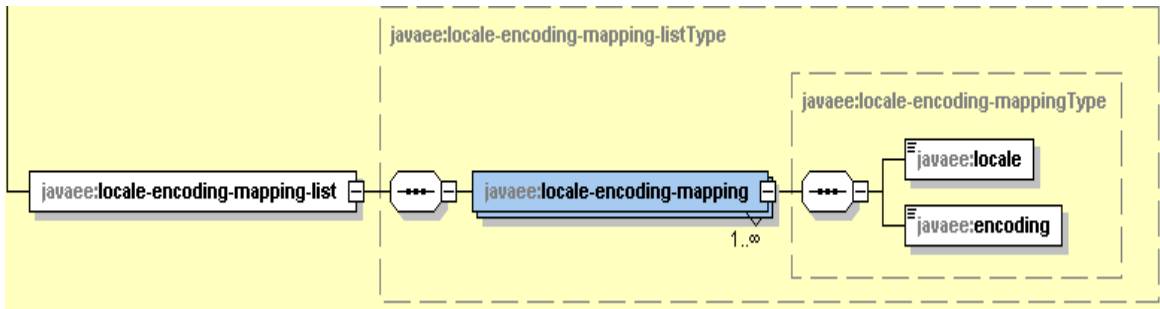 javaee:locale-encoding-mapping-listType
javaee:locale-encoding-mappingType
javaee:locale
javaee:locale-encoding-mapping-list
javaee:locale-encoding-mapping
javaee:encoding
1..∞